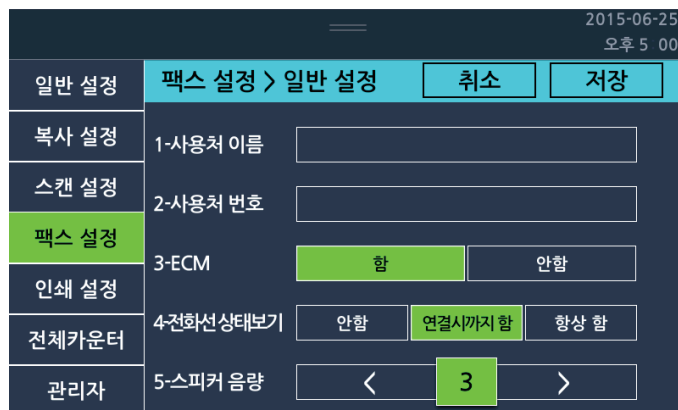 2015-06-25
오후 5 00
일반 설정
복사 설정
스캔 설정
팩스 설정
인쇄 설정
전체카운터
관리자
팩스 설정 > 일반 설정 취소 저장
1-사용처 이름
2-사용처 번호
3-ECM 함 안함
4-전화선상태보기 안함 연결시까지 함 항상 함
5-스피커 음량 < 3 >